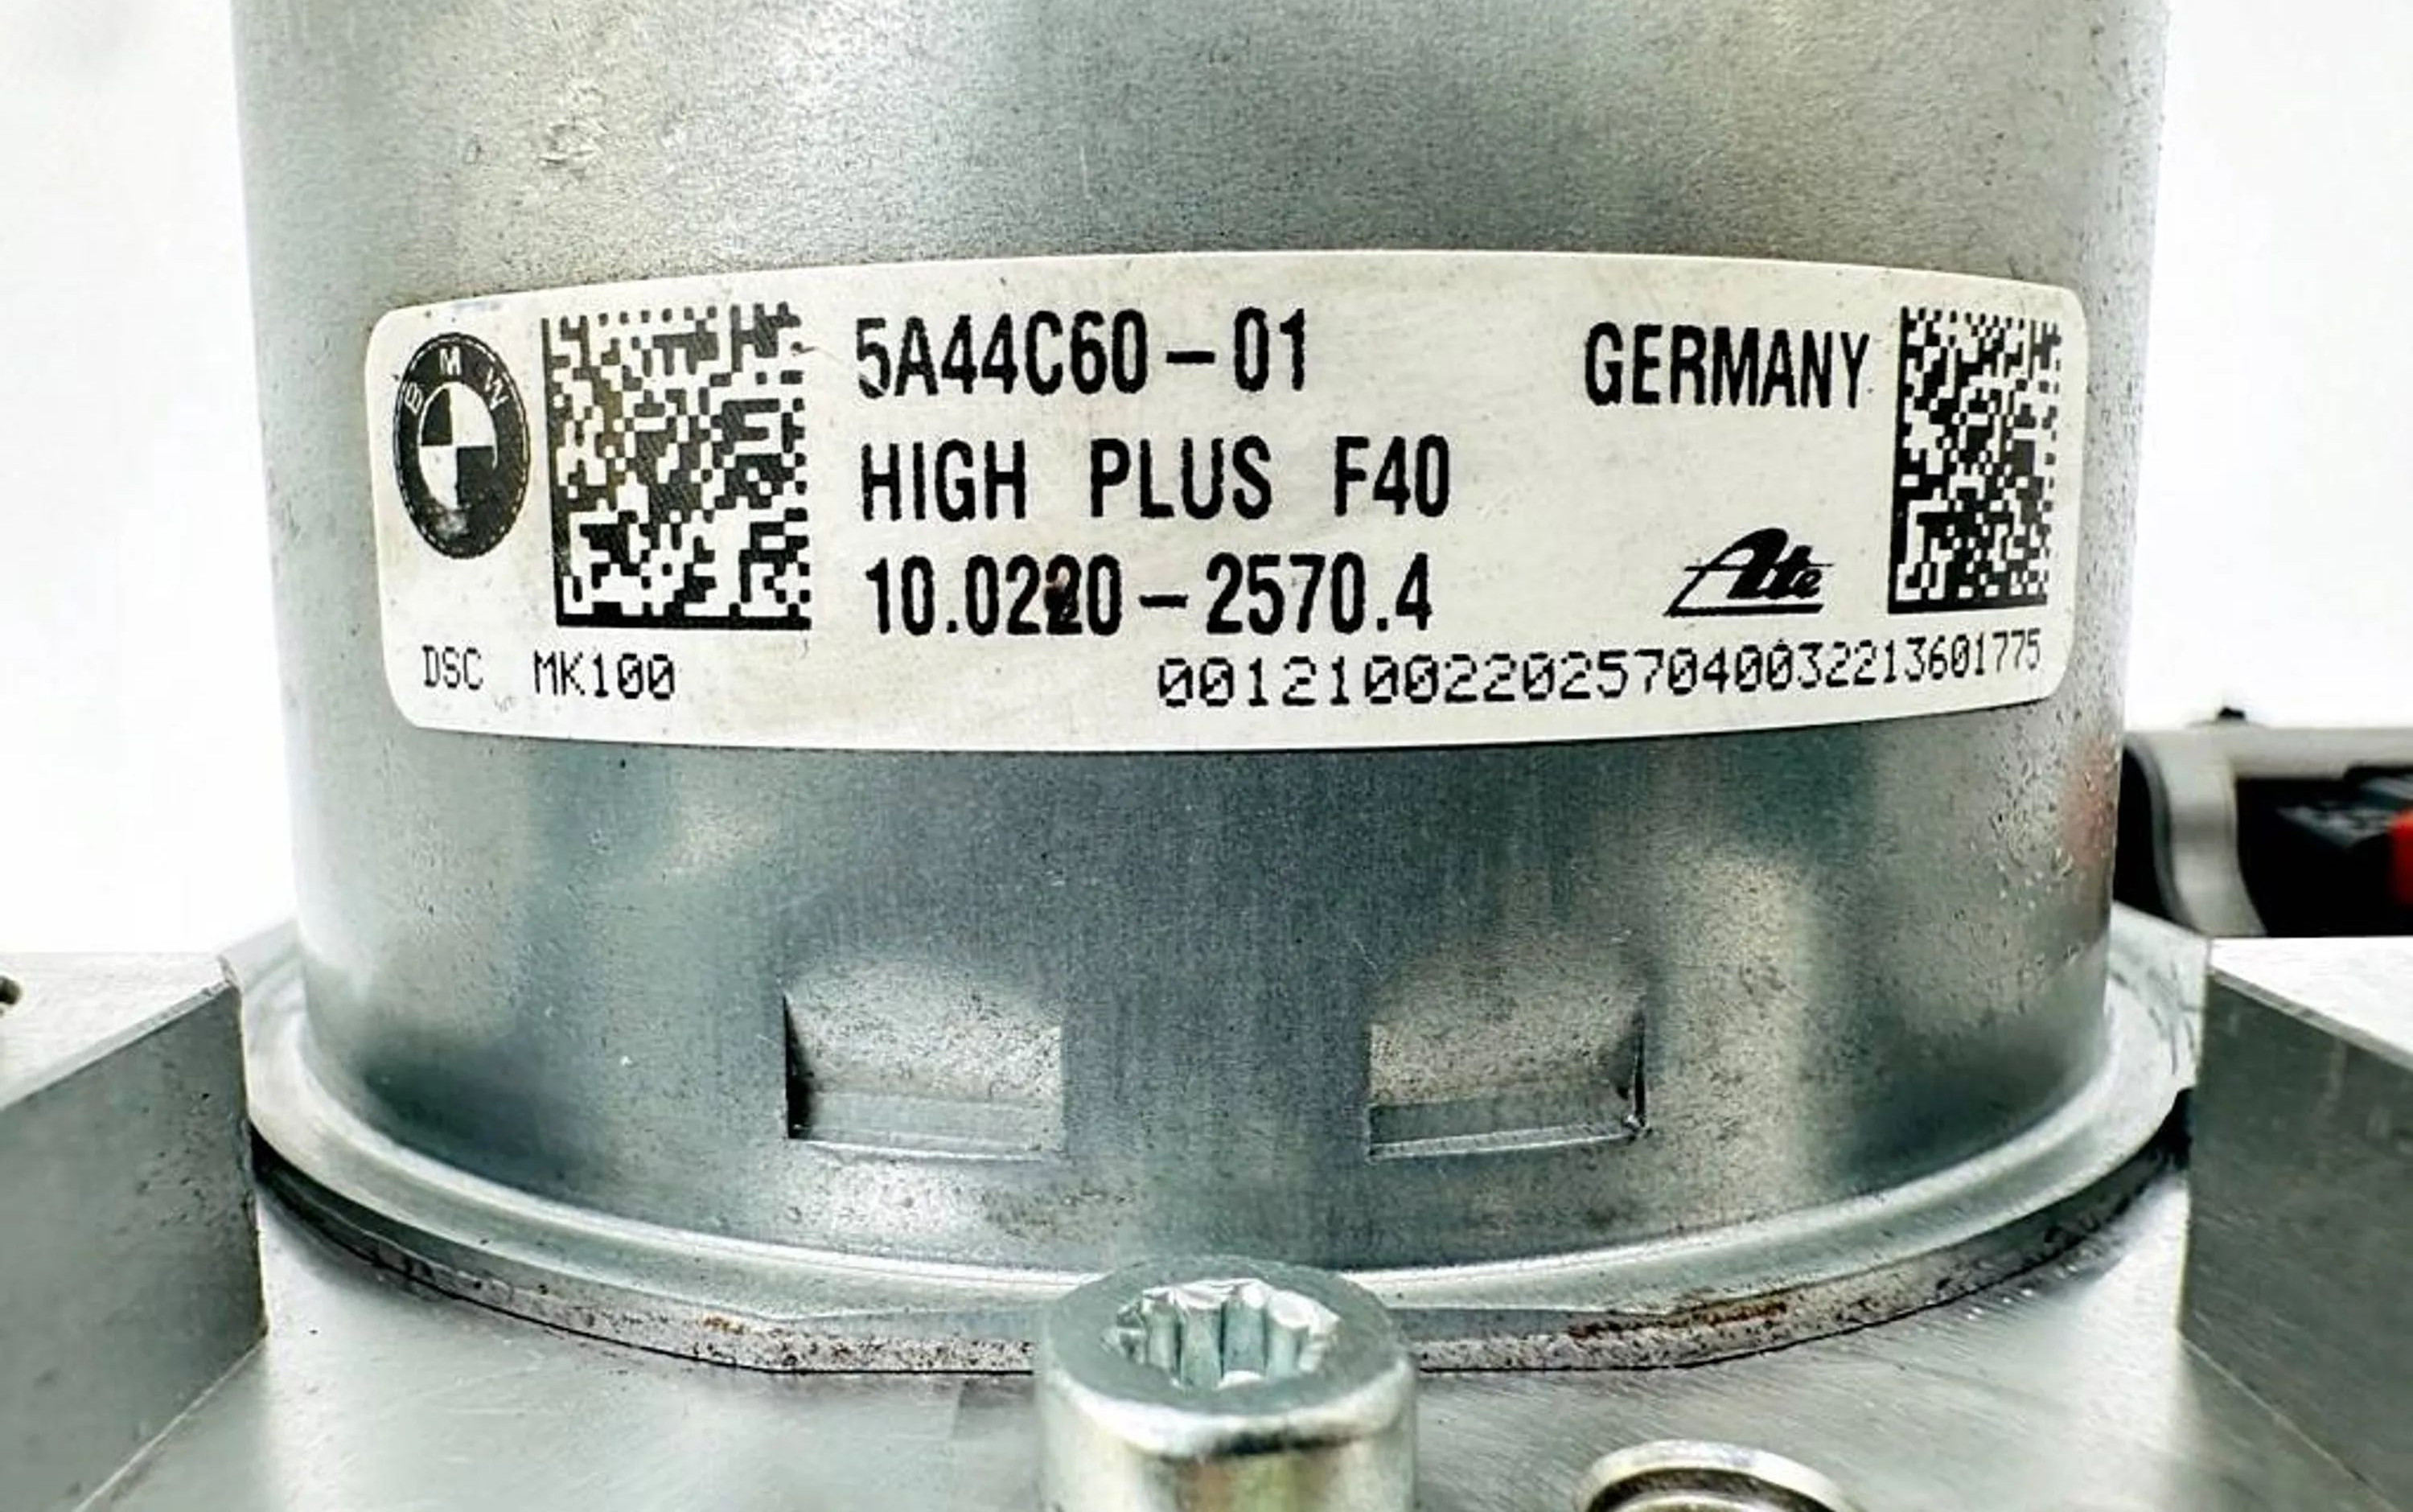 BMW
5A44C60-01
GERMANY
HIGH PLUS F40
10.0220-2570.4
Ate
DSC MK100
0012100220257040032213601775